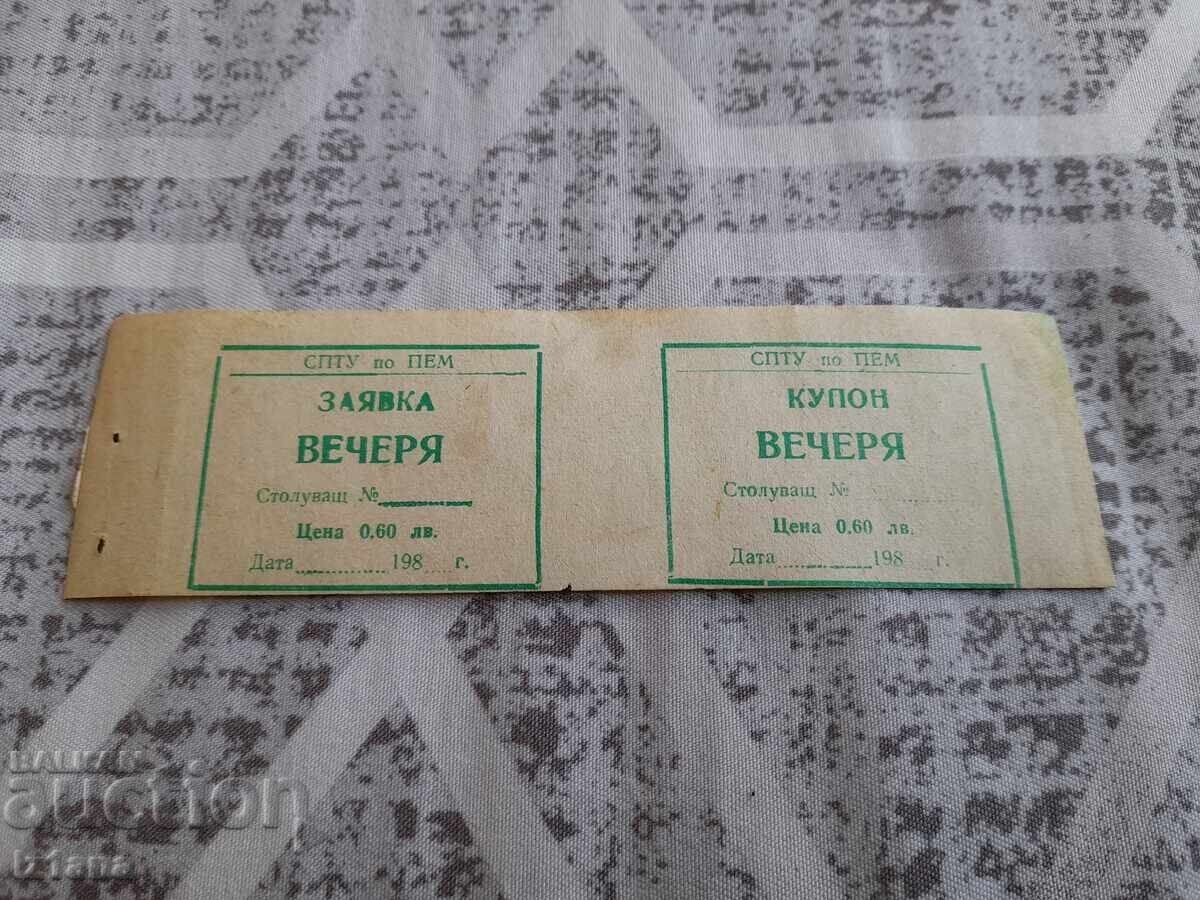 СПТУ по ПЕМ
ЗАЯВКА
ВЕЧЕРЯ
Столуващ №
Цена 0.60 лв.
Дата 198 г.
СПТУ по ПЕМ
КУПОН
ВЕЧЕРЯ
Столуващ №
Цена 0.60 лв.
Дата 198 г.
BALKAN
auction
iz1ana